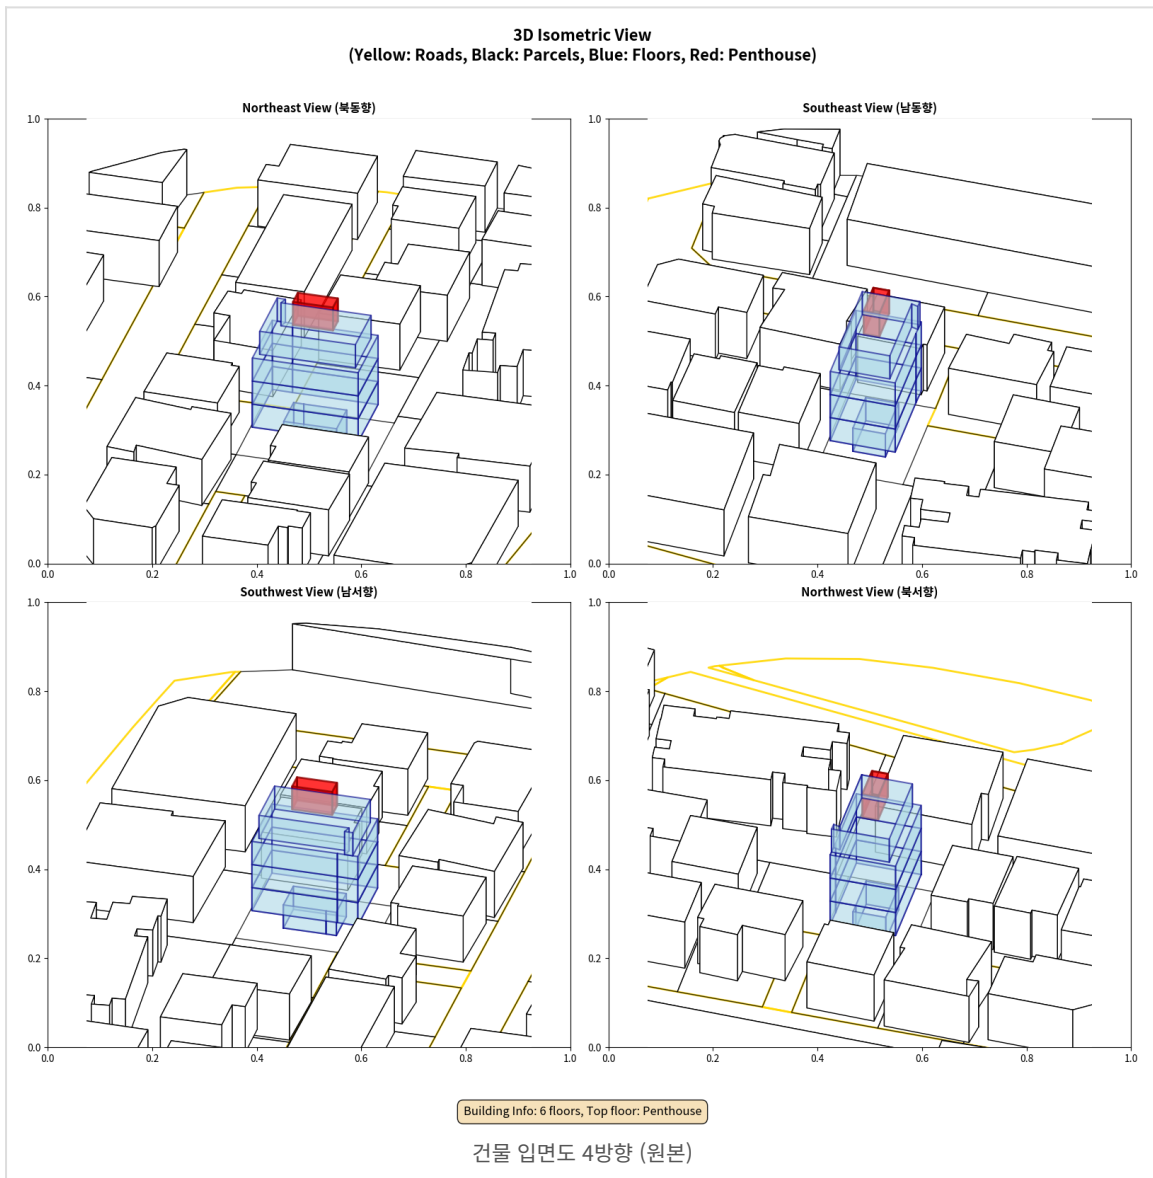 3D Isometric View
(Yellow: Roads, Black: Parcels, Blue: Floors, Red: Penthouse)
Northeast View (북동향)
1.0
0.8
0.6
0.4
0.2
0.0
0.0 0.2 0.4 0.6 0.8 1.0
Southeast View (남동향)
1.0
0.8
0.6
0.4
0.2
0.0
0.0 0.2 0.4 0.6 0.8 1.0
Southwest View (남서향)
1.0
0.8
0.6
0.4
0.2
0.0
0.0 0.2 0.4 0.6 0.8 1.0
Northwest View (북서향)
1.0
0.8
0.6
0.4
0.2
0.0
0.0 0.2 0.4 0.6 0.8 1.0
Building Info: 6 floors, Top floor: Penthouse
건물 입면도 4방향 (원본)